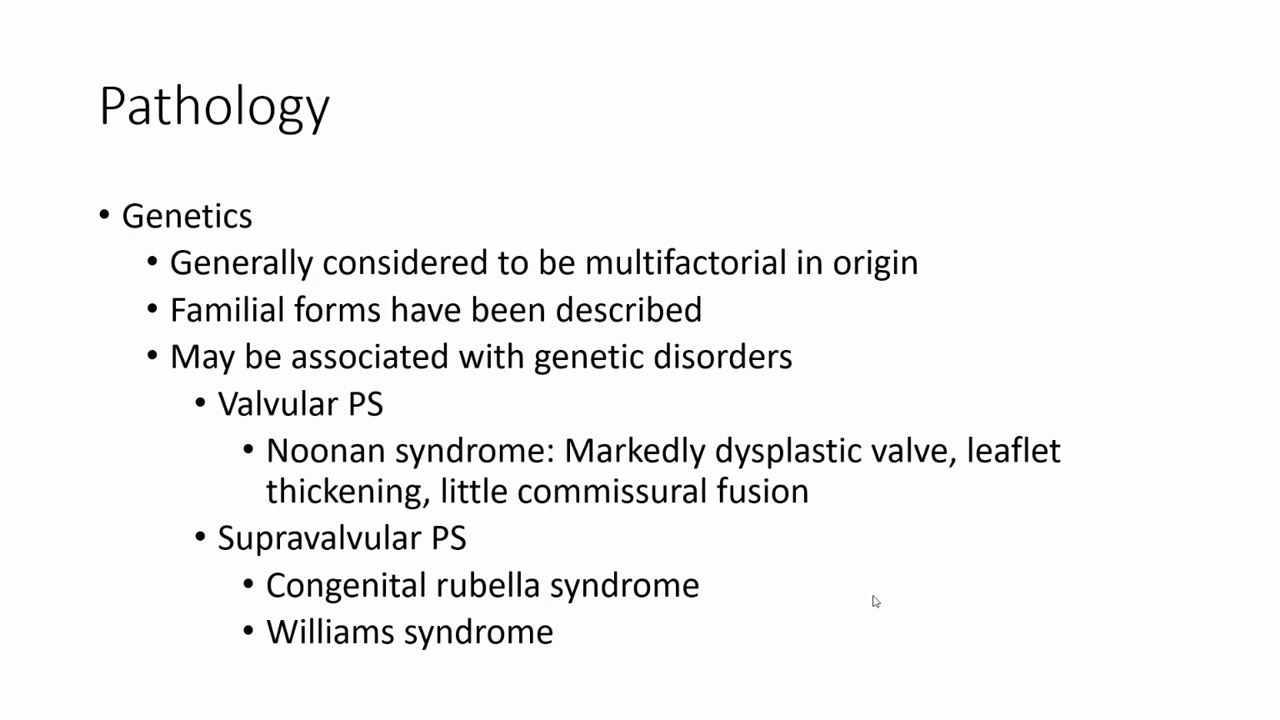 Pathology
• Genetics
• Generally considered to be multifactorial in origin
• Familial forms have been described
• May be associated with genetic disorders
• Valvular PS
• Noonan syndrome: Markedly dysplastic valve, leaflet
thickening, little commissural fusion
• Supravalvular PS
• Congenital rubella syndrome
• Williams syndrome